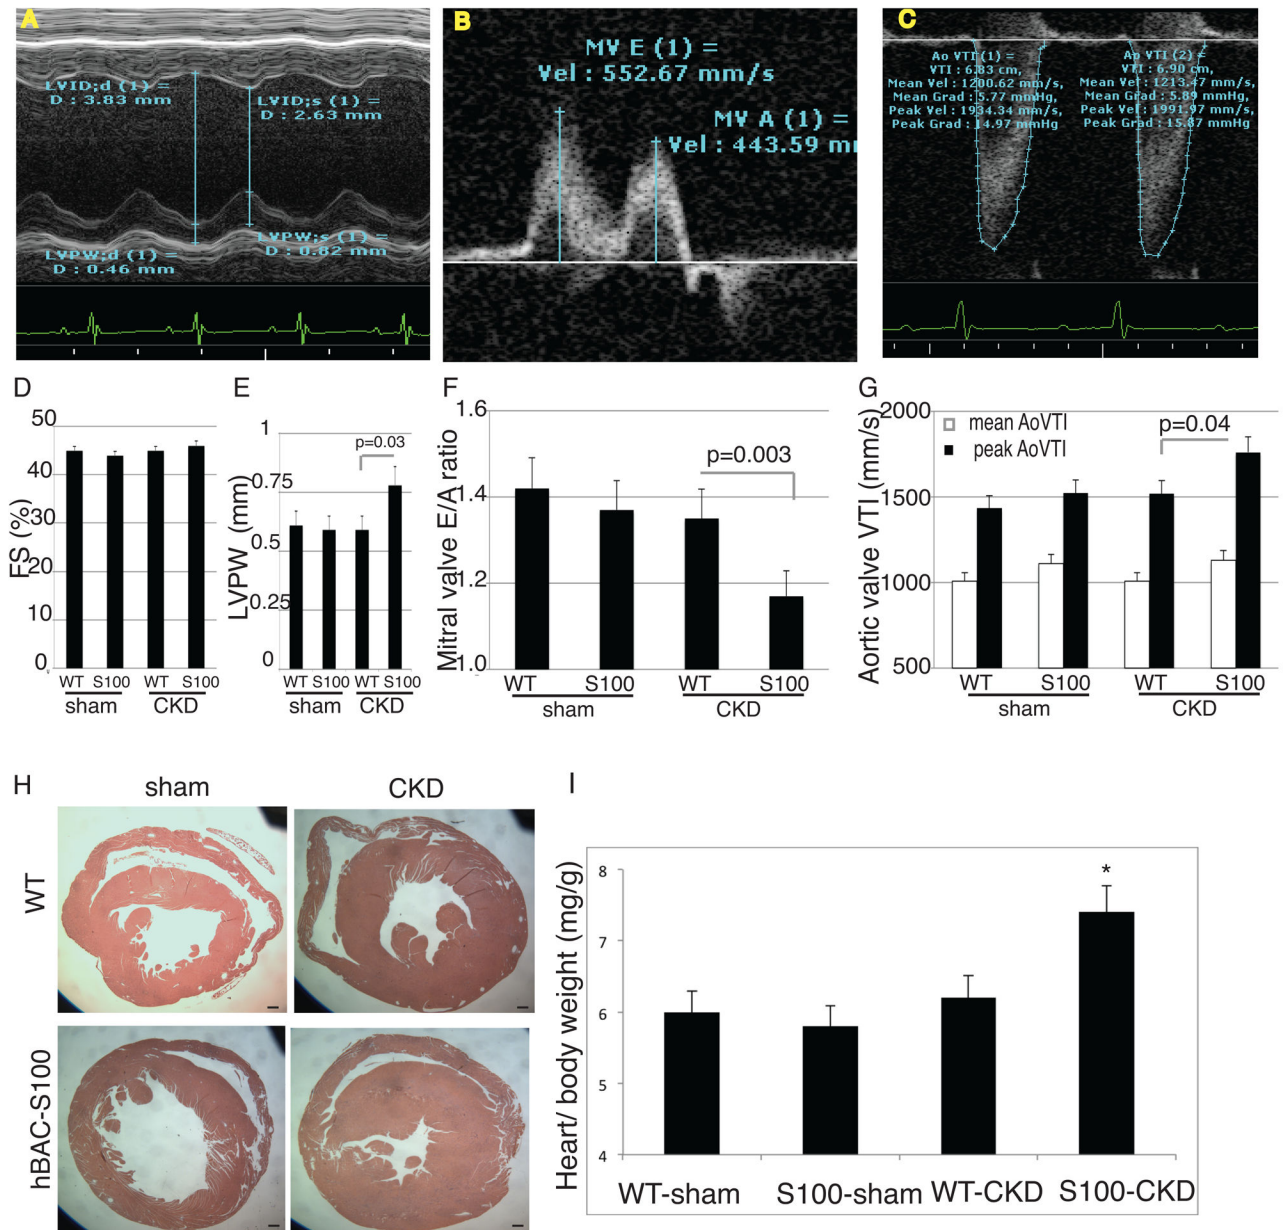 A
LVID;d (1) =
D : 3.83 mm
LVID;s (1) =
D : 2.63 mm
LVPW;d (1) =
D : 0.46 mm
LVPW;s (1) =
D : 0.82 mm
B
MV E (1) =
Vel : 552.67 mm/s
MV A (1) =
Vel : 443.59 mm
C
Ao VTI (1) =
VTI : 6.83 cm,
Mean Vel : 1200.62 mm/s,
Mean Grad : 5.77 mmHg,
Peak Vel : 1934.34 mm/s,
Peak Grad : 14.97 mmHg
Ao VTI (2) =
VTI : 6.90 cm,
Mean Vel : 1213.47 mm/s,
Mean Grad : 5.89 mmHg,
Peak Vel : 1991.97 mm/s,
Peak Grad : 15.87 mmHg
D
FS (%)
50
40
30
20
10
0
WT S100 WT S100
sham CKD
E
LVPW (mm)
1
0.75
0.5
0.25
0
p=0.03
WT S100 WT S100
sham CKD
F
Mitral valve E/A ratio
1.6
1.4
1.2
1.0
p=0.003
WT S100 WT S100
sham CKD
G
Aortic valve VTI (mm/s)
2000
1500
1000
500
mean AoVTI
peak AoVTI
p=0.04
WT S100 WT S100
sham CKD
H
sham CKD
WT
hBAC-S100
I
Heart/ body weight (mg/g)
8
7
6
5
4
*
WT-sham S100-sham WT-CKD S100-CKD